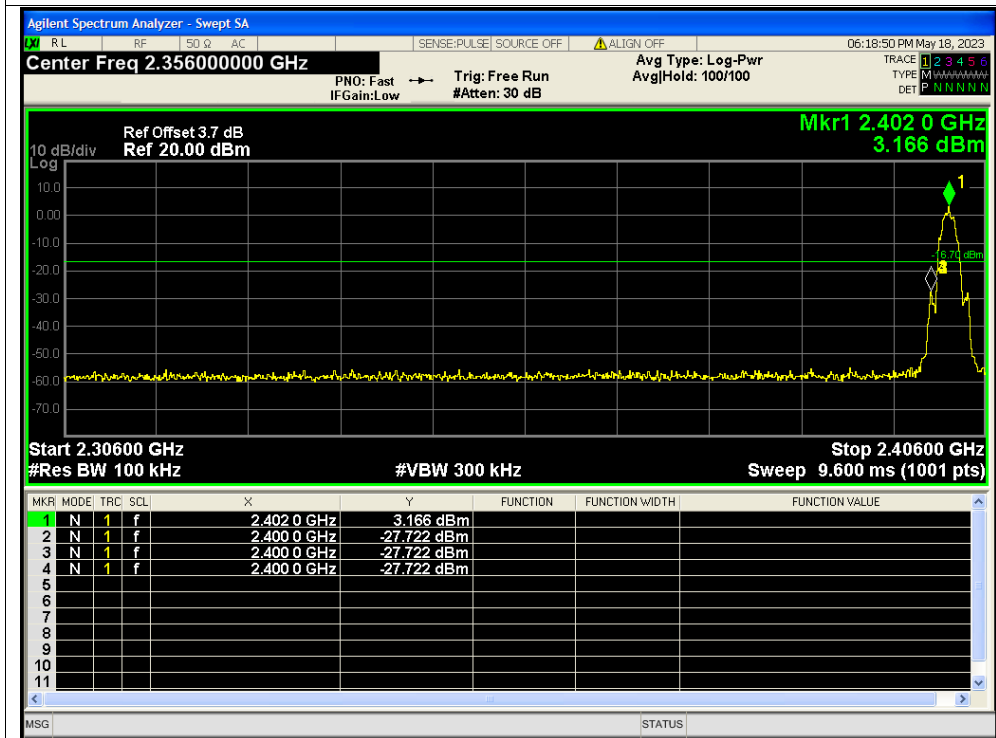 Agilent Spectrum Analyzer - Swept SA
LXI RL RF 50 Ω AC SENSE:PULSE SOURCE OFF ALIGN OFF 06:18:50 PM May 18, 2023
Center Freq 2.356000000 GHz
PNO: Fast
IFGain:Low
Trig: Free Run
#Atten: 30 dB
Avg Type: Log-Pwr
Avg|Hold: 100/100
TRACE 1 2 3 4 5 6
TYPE M
DET P N N N N N
10 dB/div
Log
Ref Offset 3.7 dB
Ref 20.00 dBm
Mkr1 2.402 0 GHz
3.166 dBm
10.0
0.00
-10.0
-20.0
-30.0
-40.0
-50.0
-60.0
-70.0
1
-16.70 dBm
Start 2.30600 GHz
Stop 2.40600 GHz
#Res BW 100 kHz
#VBW 300 kHz
Sweep 9.600 ms (1001 pts)
MKR MODE TRC SCL X Y FUNCTION FUNCTION WIDTH FUNCTION VALUE
1 N 1 f 2.402 0 GHz 3.166 dBm
2 N 1 f 2.400 0 GHz -27.722 dBm
3 N 1 f 2.400 0 GHz -27.722 dBm
4 N 1 f 2.400 0 GHz -27.722 dBm
5
6
7
8
9
10
11
MSG
STATUS